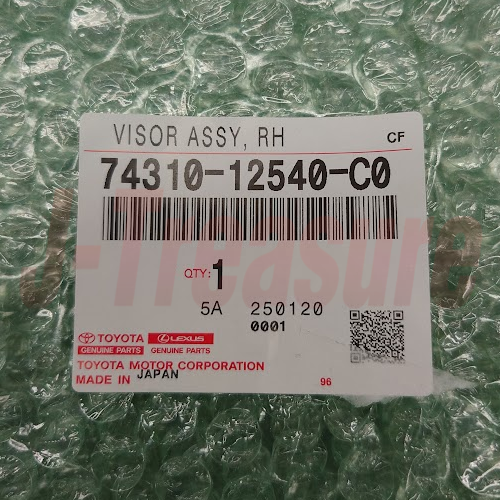 VISOR ASSY, RH CF
74310-12540-C0
QTY: 1
5A 250120
0001
TOYOTA LEXUS
GENUINE PARTS GENUINE PARTS
TOYOTA MOTOR CORPORATION
MADE IN JAPAN 96
J-Treasure